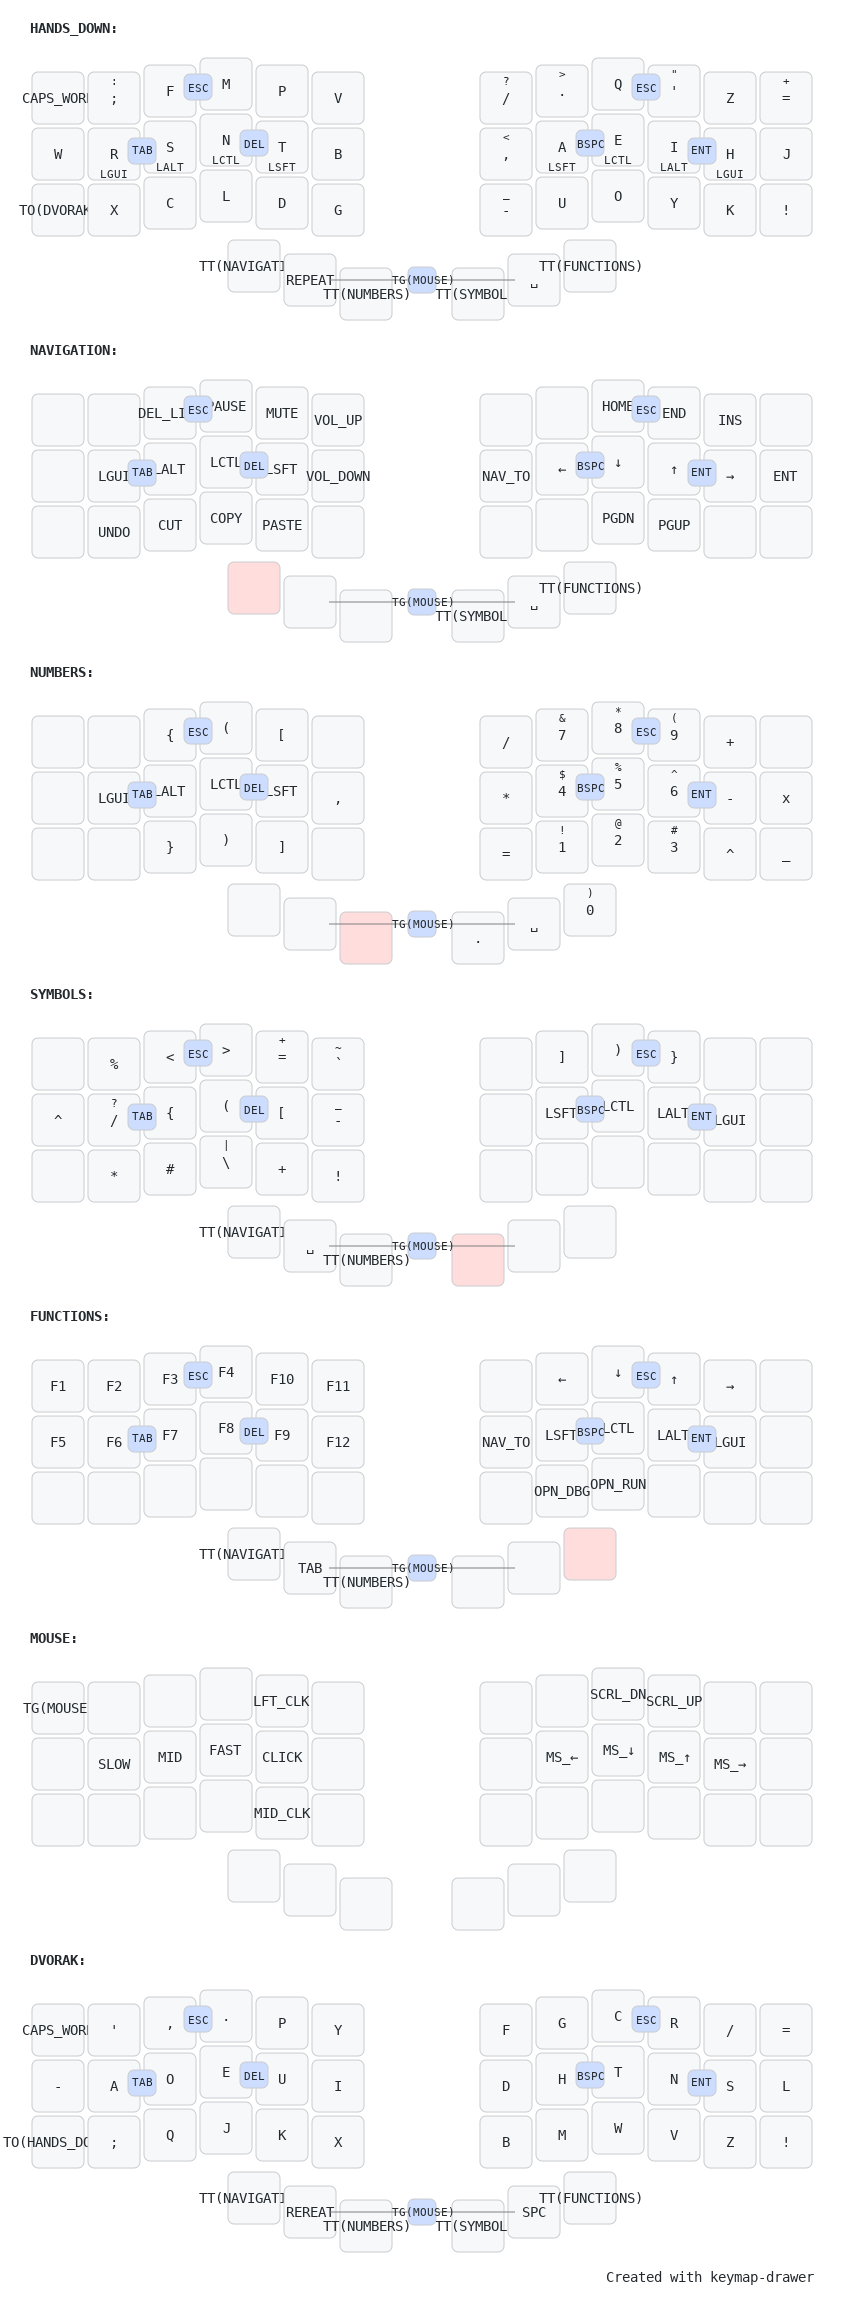 HANDS_DOWN:
: ESC M ? > Q ESC " +
CAPS_WOR ; F P V / . ' Z =
W R TAB S N DEL T B < , A BSPC E I ENT H J
LGUI LALT LCTL LSFT LSFT LCTL LALT LGUI
TO(DVORAK X C L D G _ - U O Y K !
TT(NAVIGATI REPEAT TT(NUMBERS) TG(MOUSE) TT(SYMBOL ␣ TT(FUNCTIONS)
NAVIGATION:
DEL_LI ESC PAUSE MUTE VOL_UP HOME ESC END INS
LGUI TAB LALT LCTL DEL LSFT VOL_DOWN NAV_TO ← BSPC ↓ ↑ ENT → ENT
UNDO CUT COPY PASTE PGDN PGUP
TG(MOUSE) TT(SYMBOL ␣ TT(FUNCTIONS)
NUMBERS:
& * (
{ ESC ( [ / 7 8 ESC 9 +
$ % ^
LGUI TAB LALT LCTL DEL LSFT , * 4 BSPC 5 6 ENT - x
! @ #
} ) ] = 1 2 3 ^ _
TG(MOUSE) . ␣ ) 0
SYMBOLS:
+ ~
% < ESC > = ` ] ) ESC }
?
^ / TAB { ( DEL [ _ - LSFT BSPC LCTL LALT ENT LGUI
|
* # \ + !
TT(NAVIGATI ␣ TT(NUMBERS) TG(MOUSE)
FUNCTIONS:
F1 F2 F3 ESC F4 F10 F11 ← ↓ ESC ↑ →
F5 F6 TAB F7 F8 DEL F9 F12 NAV_TO LSFT BSPC LCTL LALT ENT LGUI
OPN_DBG OPN_RUN
TT(NAVIGATI TAB TT(NUMBERS) TG(MOUSE)
MOUSE:
TG(MOUSE LFT_CLK SCRL_DN SCRL_UP
SLOW MID FAST CLICK MS_← MS_↓ MS_↑ MS_→
MID_CLK
DVORAK:
CAPS_WOR ' , ESC . P Y F G C ESC R / =
- A TAB O E DEL U I D H BSPC T N ENT S L
TO(HANDS_DO ; Q J K X B M W V Z !
TT(NAVIGATI REREAT TT(NUMBERS) TG(MOUSE) TT(SYMBOL SPC TT(FUNCTIONS)
Created with keymap-drawer